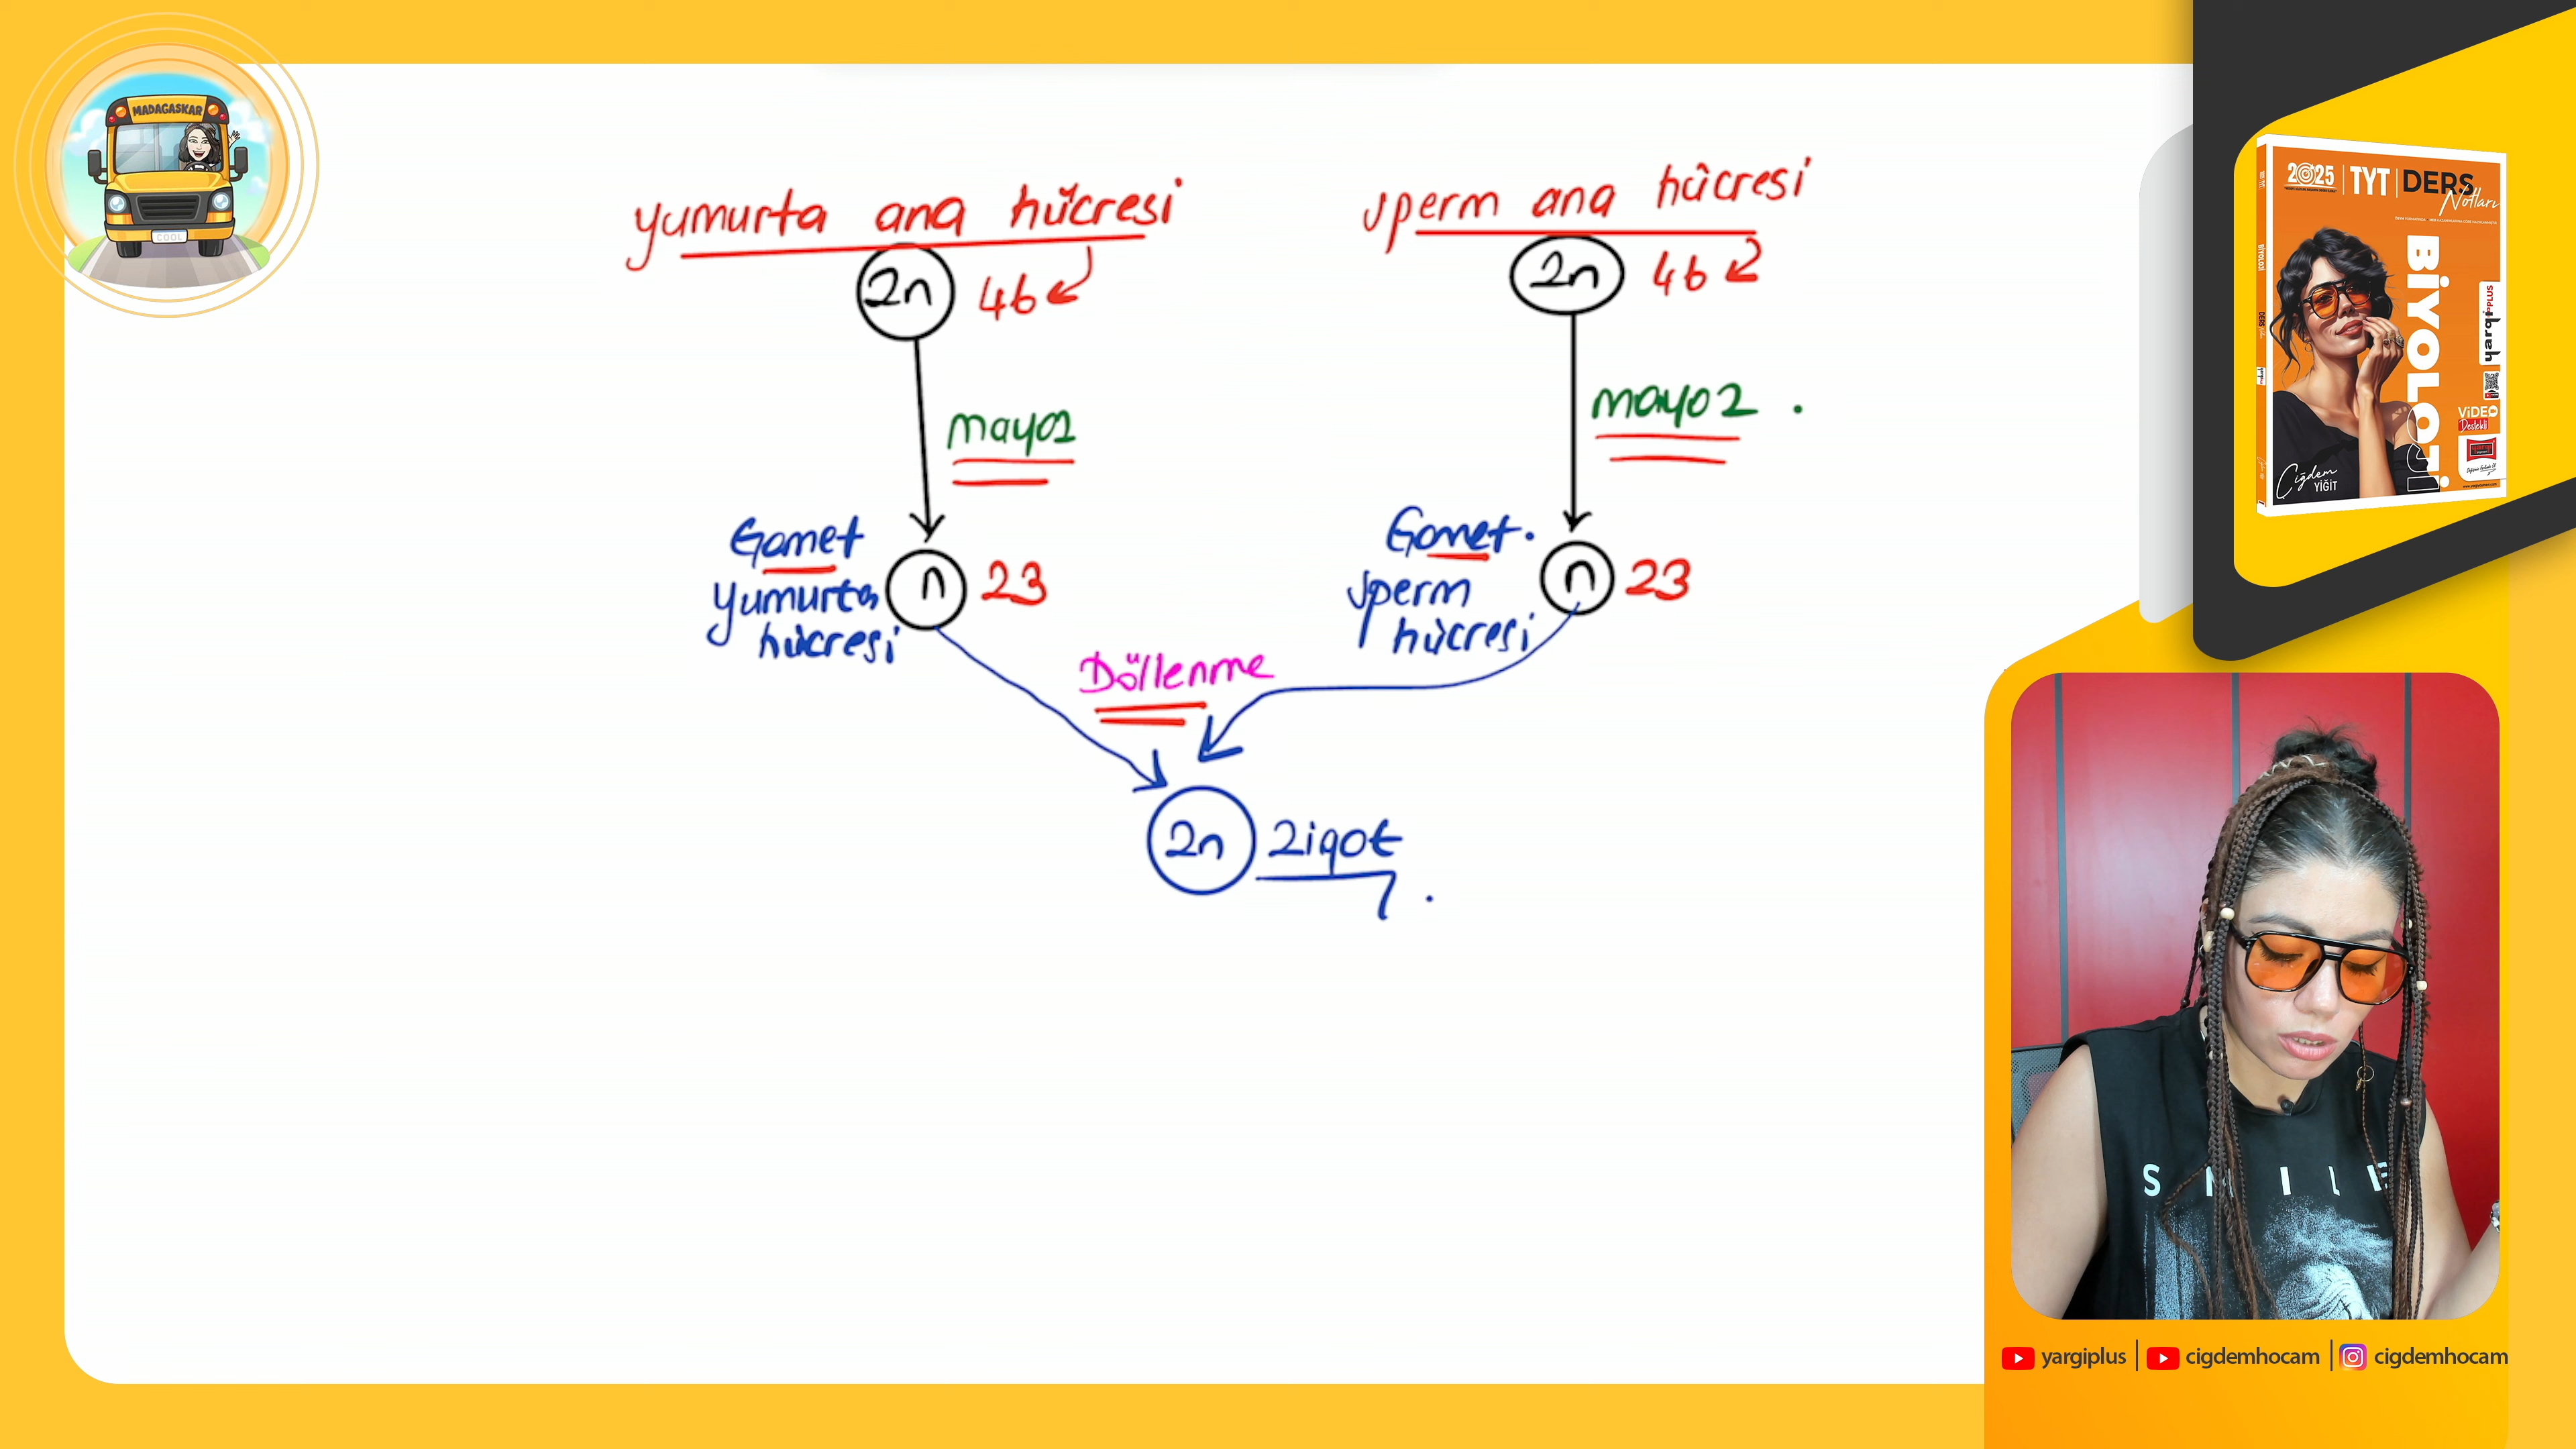 MADAGASKAR
COOL
yumurta ana hücresi
2n 46
mayoz
Gamet
yumurta
hücresi
n 23
sperm ana hücresi
2n 46
mayoz .
Gamet.
sperm
hücresi
n 23
Döllenme
2n zigot
2025 TYT DERS
Notları
BİYOLOJİ
yargı PLUS
VİDEO
Destekli
Çiğdem
YİĞİT
SMILE
yargiplus | cigdemhocam | cigdemhocam